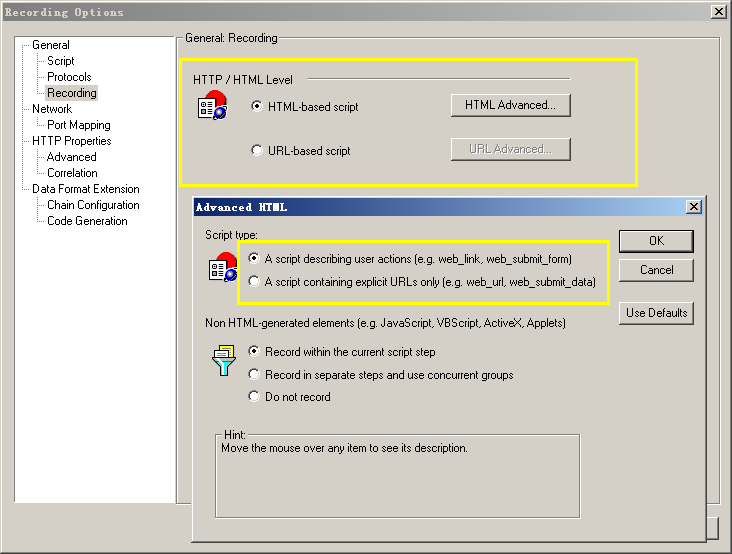 Recording Options
General
Script
Protocols
Recording
Network
Port Mapping
HTTP Properties
Advanced
Correlation
Data Format Extension
Chain Configuration
Code Generation
General: Recording
HTTP / HTML Level
HTML-based script
HTML Advanced...
URL-based script
URL Advanced...
Advanced HTML
Script type:
A script describing user actions (e.g. web_link, web_submit_form)
A script containing explicit URLs only (e.g. web_url, web_submit_data)
OK
Cancel
Use Defaults
Non HTML-generated elements (e.g. JavaScript, VBScript, ActiveX, Applets)
Record within the current script step
Record in separate steps and use concurrent groups
Do not record
Hint:
Move the mouse over any item to see its description.